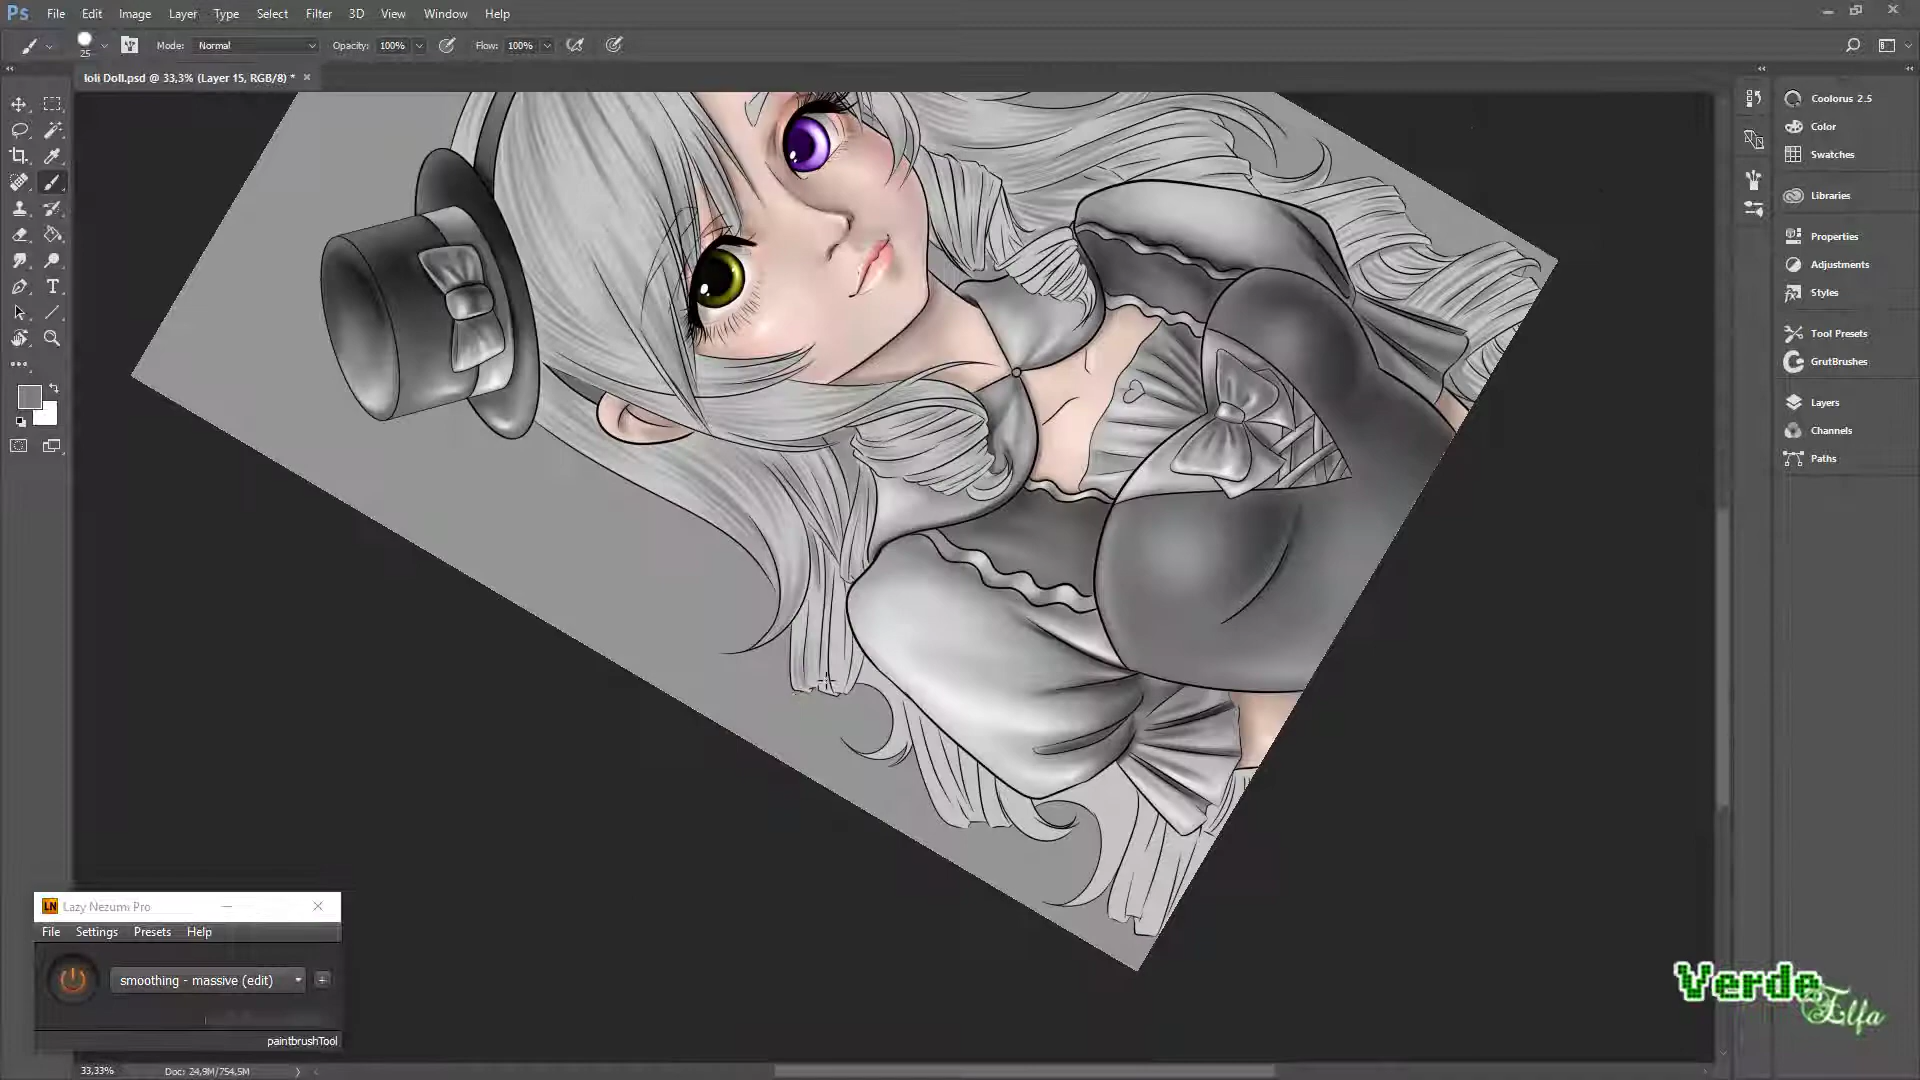 Ps File Edit Image Layer Type Select Filter 3D View Window Help
25 Mode: Normal Opacity: 100% Flow: 100%
loli Doll.psd @ 33,3% (Layer 15, RGB/8) *
Coolorus 2.5
Color
Swatches
Libraries
Properties
Adjustments
Styles
Tool Presets
GrutBrushes
Layers
Channels
Paths
LN Lazy Nezumi Pro
File Settings Presets Help
smoothing - massive (edit)
+
paintbrushTool
Verde
Elfa
33,33% Doc: 24,9M/754,5M